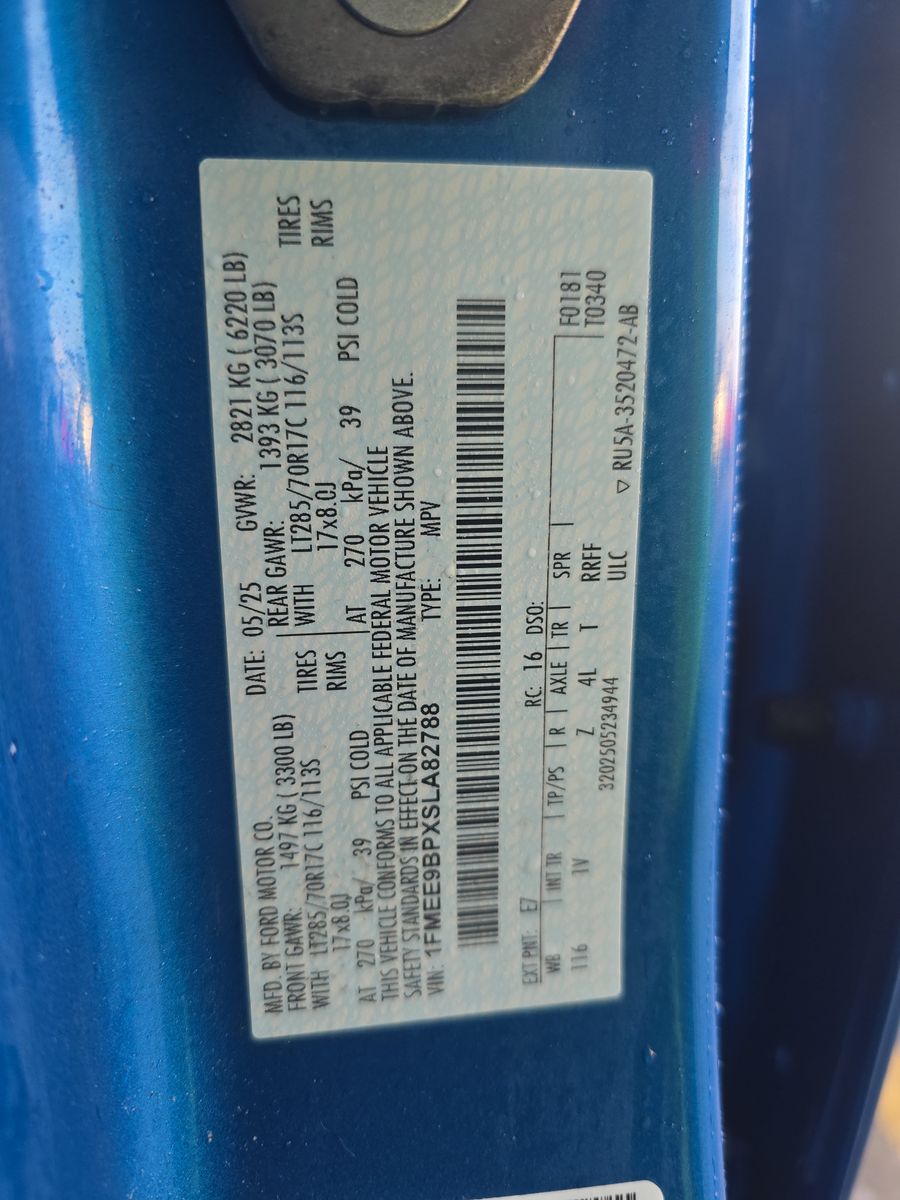 MFD. BY FORD MOTOR CO.
DATE: 05/25 GVWR: 2821 KG ( 6220 LB)
FRONT GAWR: 1497 KG ( 3300 LB) REAR GAWR: 1393 KG ( 3070 LB)
WITH LT285/70R17C 116/113S TIRES WITH LT285/70R17C 116/113S TIRES
17x8.0J RIMS 17x8.0J RIMS
AT 270 kPa/ 39 PSI COLD AT 270 kPa/ 39 PSI COLD
THIS VEHICLE CONFORMS TO ALL APPLICABLE FEDERAL MOTOR VEHICLE
SAFETY STANDARDS IN EFFECT ON THE DATE OF MANUFACTURE SHOWN ABOVE.
VIN: 1FMEE9BPXSLA82788 TYPE: MPV
EXT PNT: E7 RC: 16 DSO:
WB INT TR TP/PS R AXLE TR SPR F0181
116 1V Z 4L T RRFF T0340
3202505234944 ULC ▽ RU5A-3520472-AB